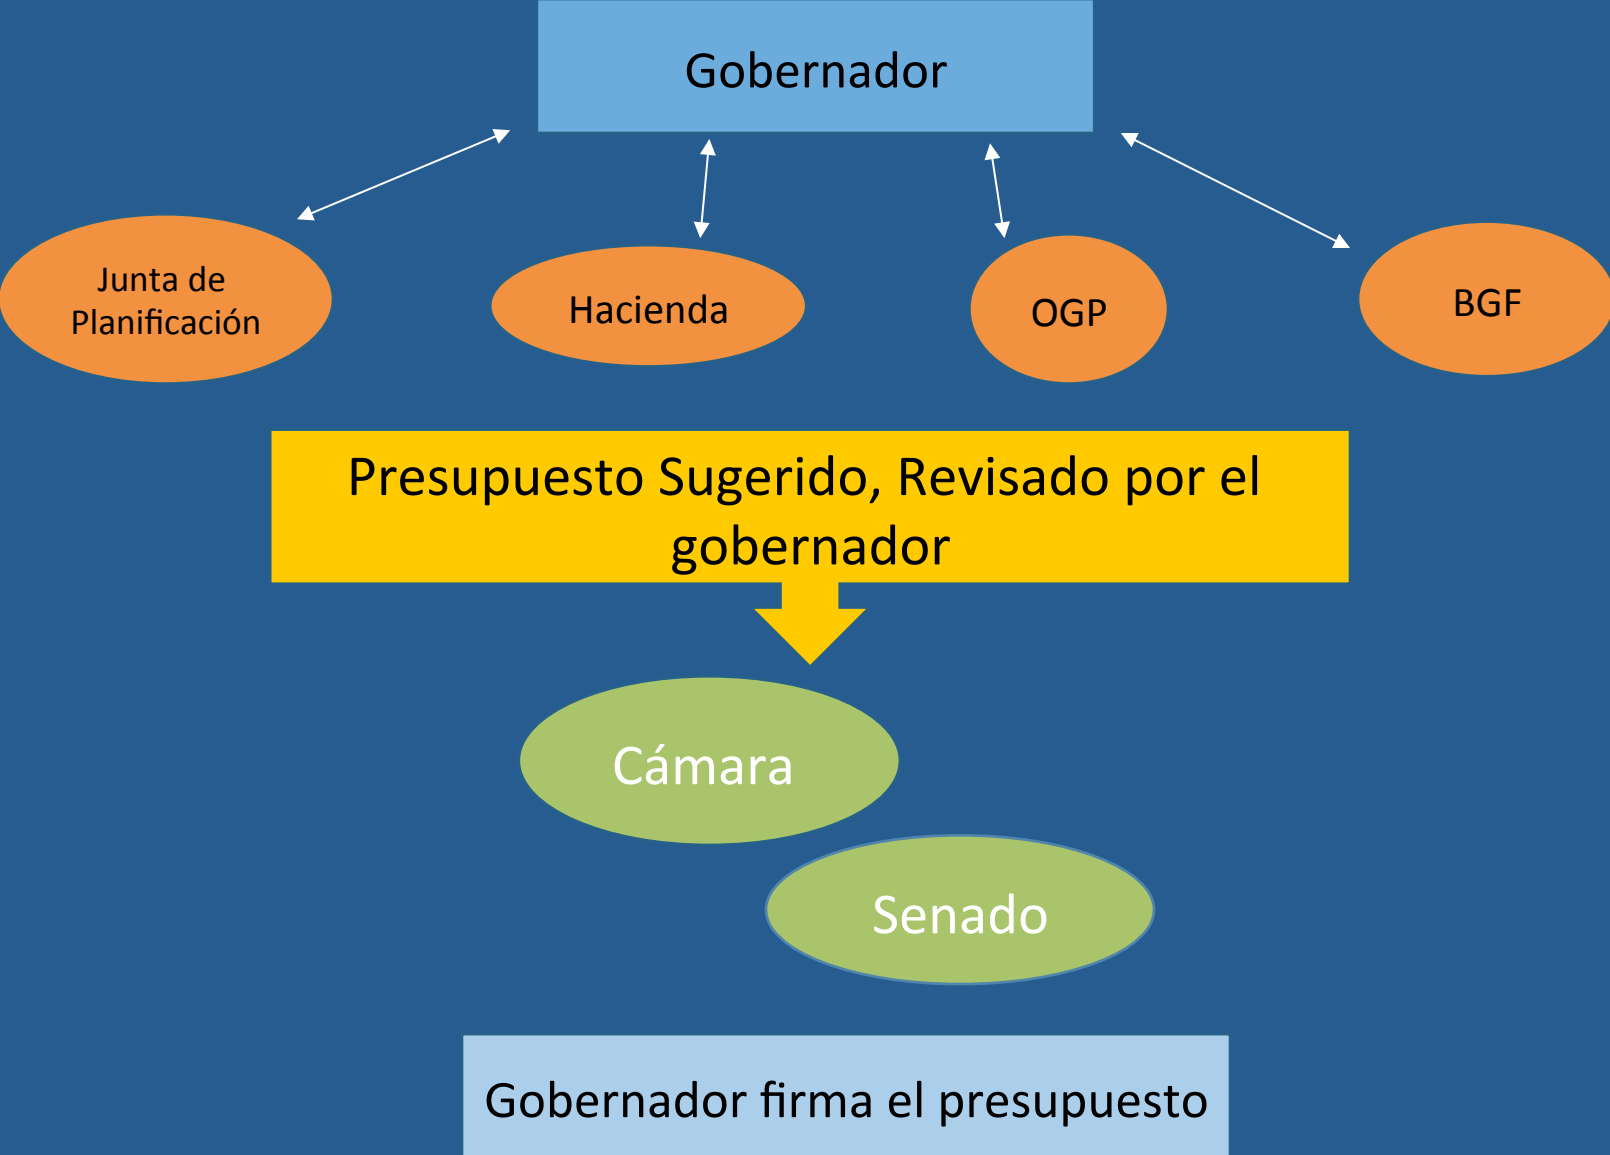 Gobernador
Junta de
Planificación
Hacienda
OGP
BGF
Presupuesto Sugerido, Revisado por el
gobernador
Cámara
Senado
Gobernador firma el presupuesto